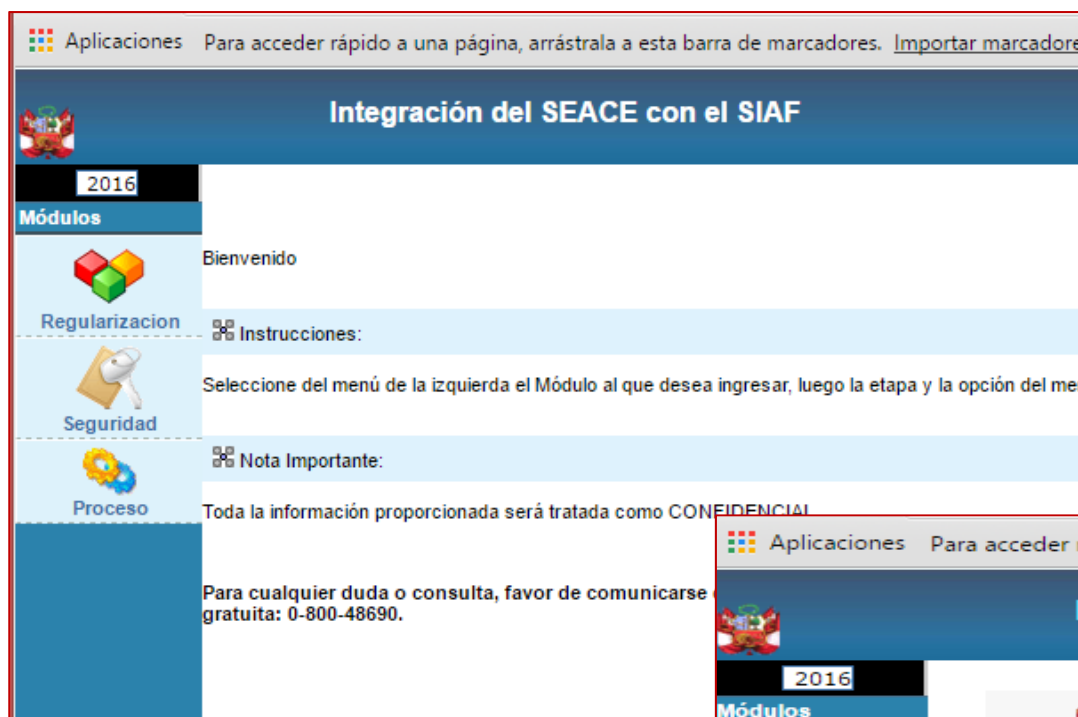 Aplicaciones Para acceder rápido a una página, arrástrala a esta barra de marcadores. Importar marcadore
Integración del SEACE con el SIAF
2016
Módulos
Bienvenido
Regularizacion
Instrucciones:
Seleccione del menú de la izquierda el Módulo al que desea ingresar, luego la etapa y la opción del me
Seguridad
Nota Importante:
Proceso
Toda la información proporcionada será tratada como CONFIDENCIAL
Para cualquier duda o consulta, favor de comunicarse
gratuita: 0-800-48690.
Aplicaciones Para acceder
2016
Módulos